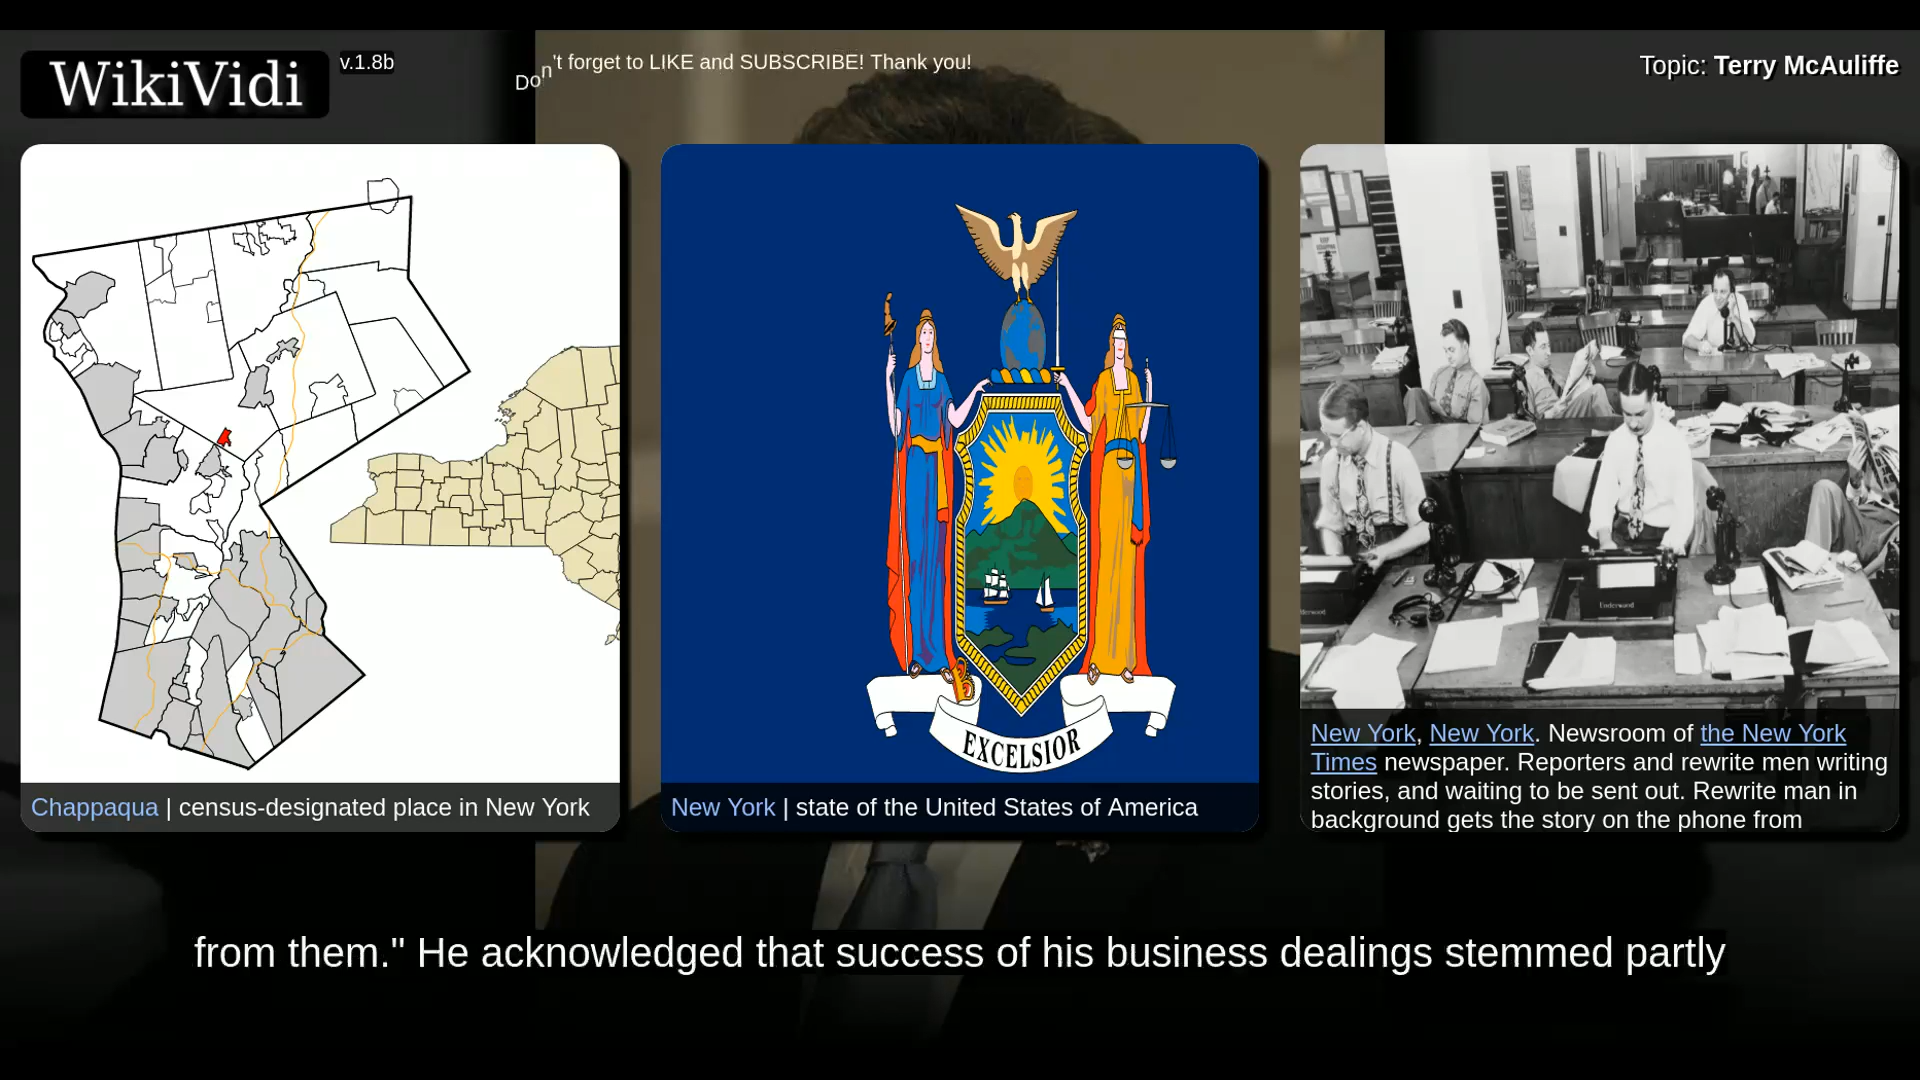 WikiVidi
v.1.8b
Don't forget to LIKE and SUBSCRIBE! Thank you!
Topic: Terry McAuliffe
EXCELSIOR
Underwood
Chappaqua | census-designated place in New York
New York | state of the United States of America
New York, New York. Newsroom of the New York
Times newspaper. Reporters and rewrite men writing
stories, and waiting to be sent out. Rewrite man in
background gets the story on the phone from
from them." He acknowledged that success of his business dealings stemmed partly